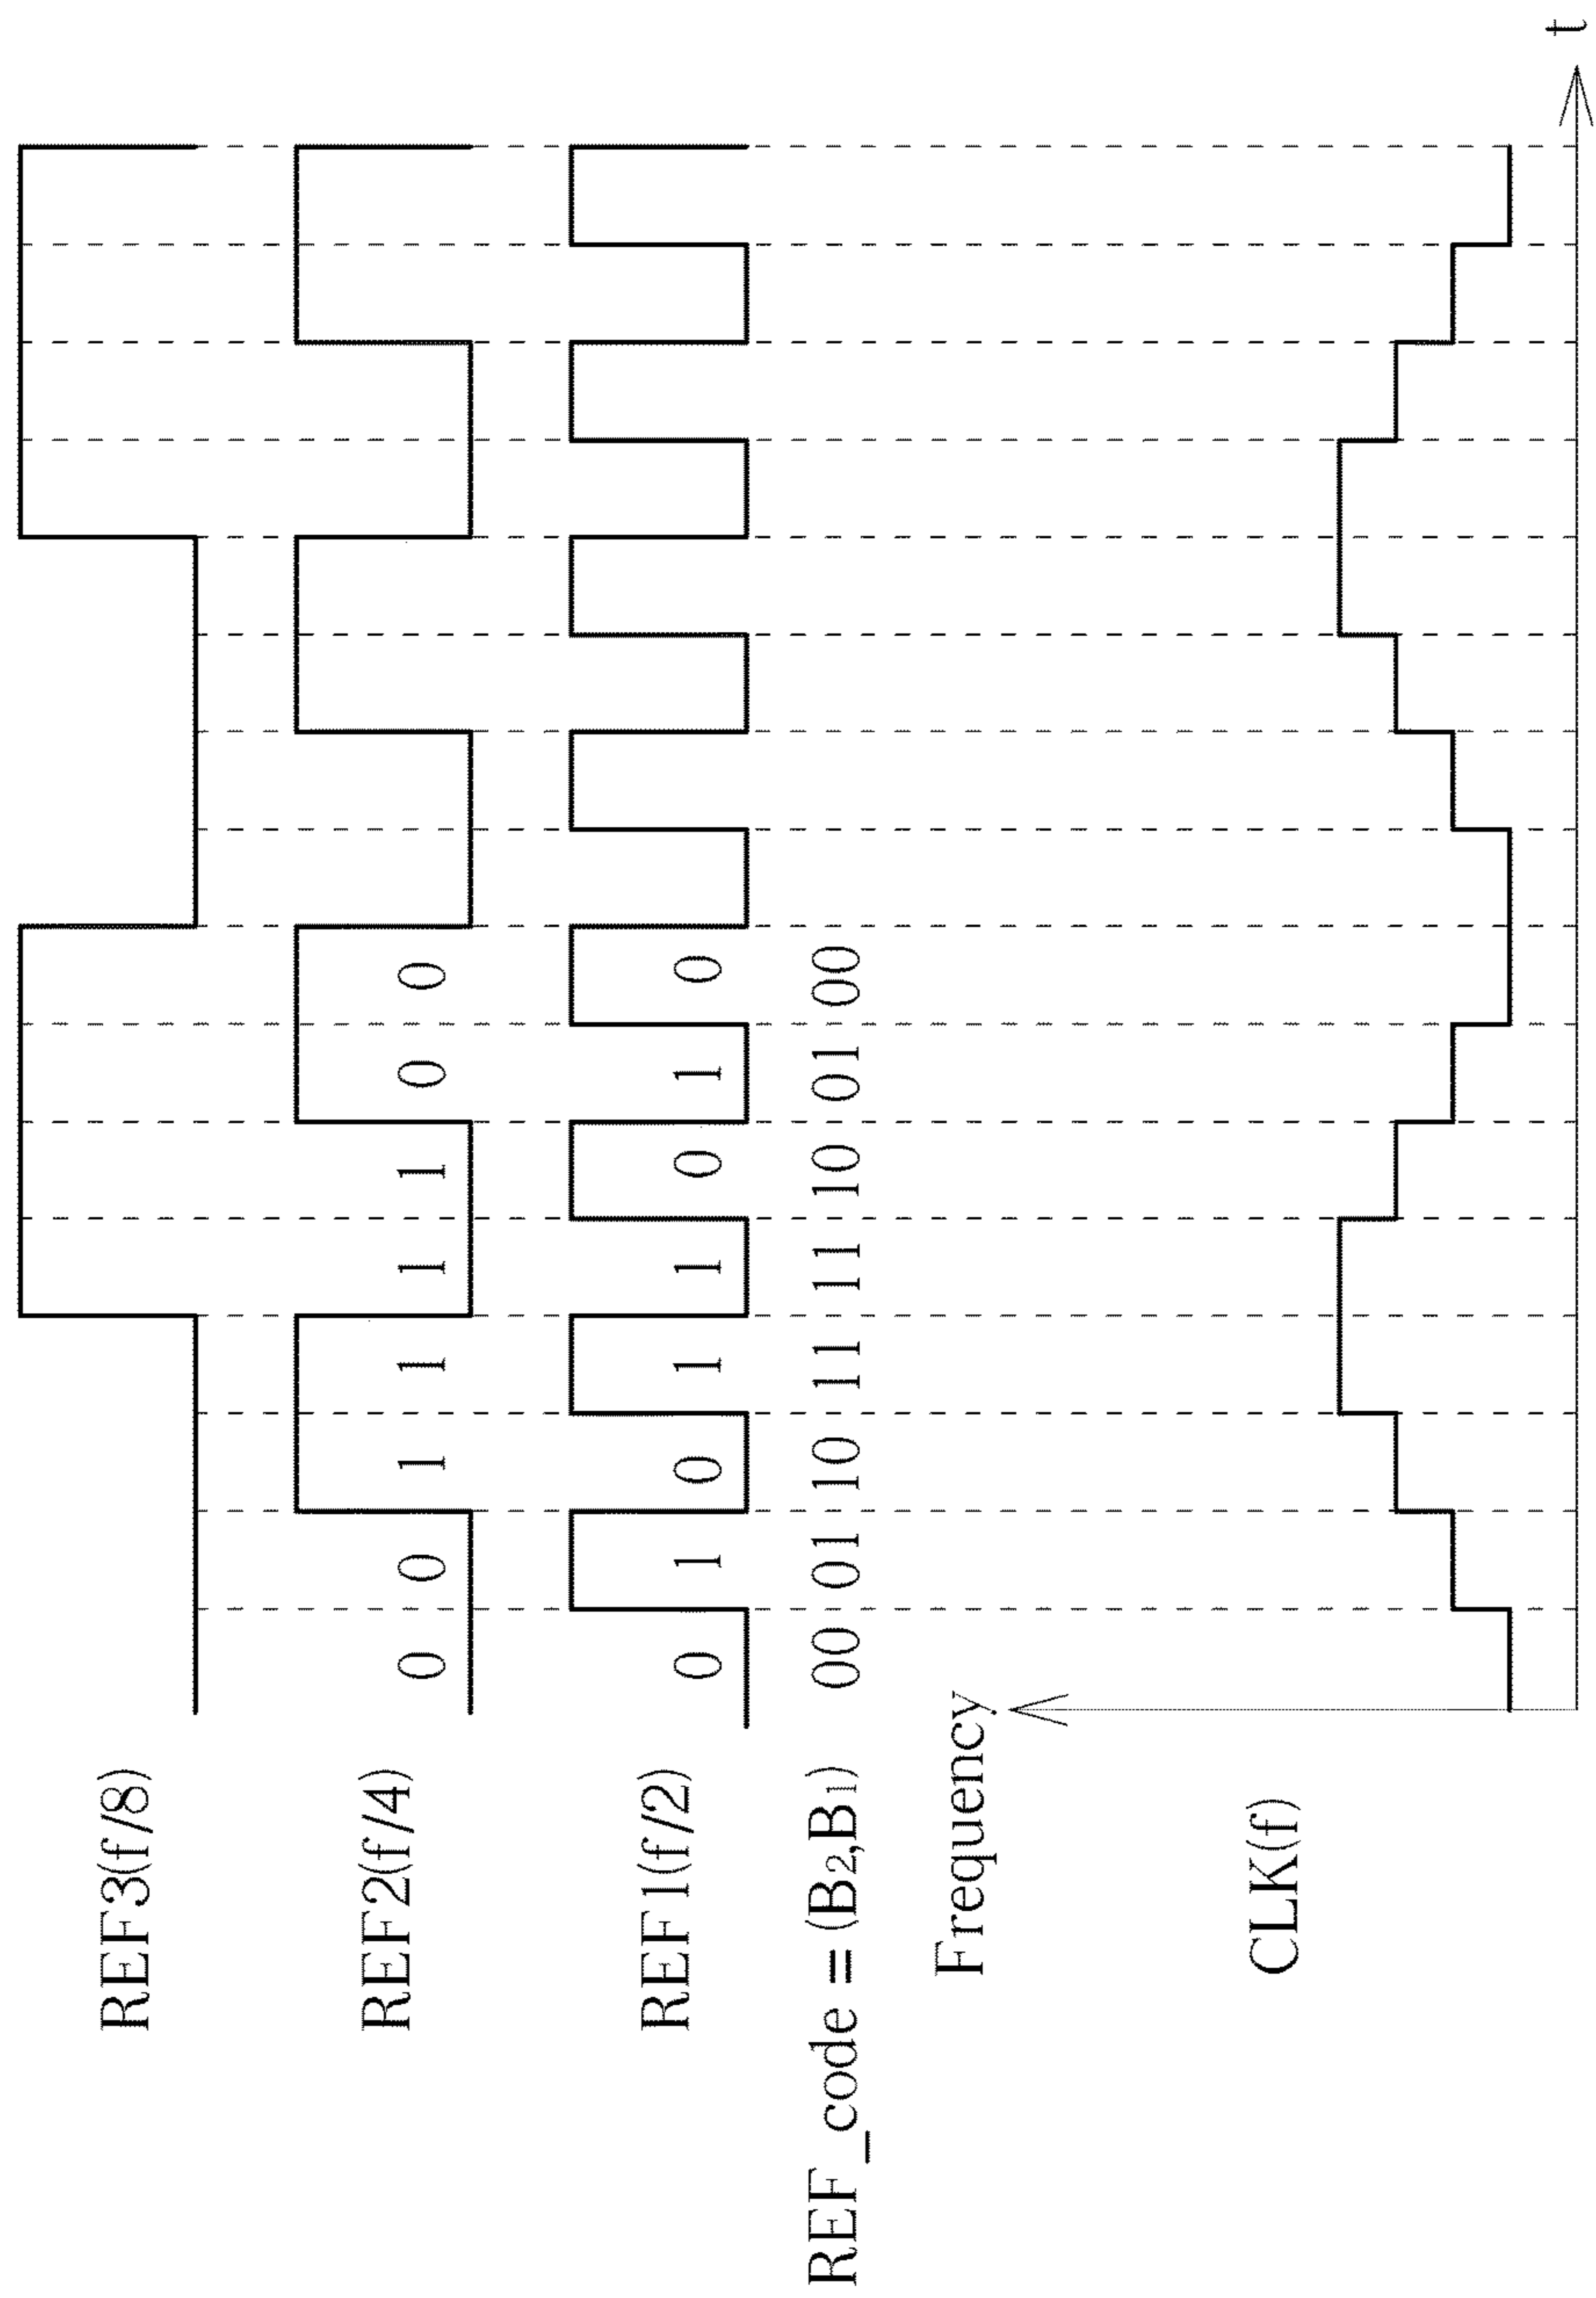 REF3(f/8)
REF2(f/4) 0 0 1 1 1 1 0 0
REF1(f/2) 0 1 0 1 1 0 1 0
REF_code = (B2,B1) 00 01 10 11 11 10 01 00
Frequency
CLK(f)
t